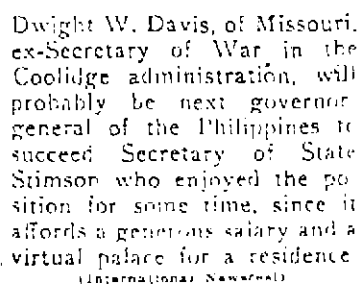 Dwight W. Davis, of Missouri,
ex-Secretary of War in the
Coolidge administration, will
probably be next governor
general of the Philippines to
succeed Secretary of State
Stimson who enjoyed the po
sition for some time, since it
affords a generous salary and a
virtual palace for a residence
(International Newsreel)